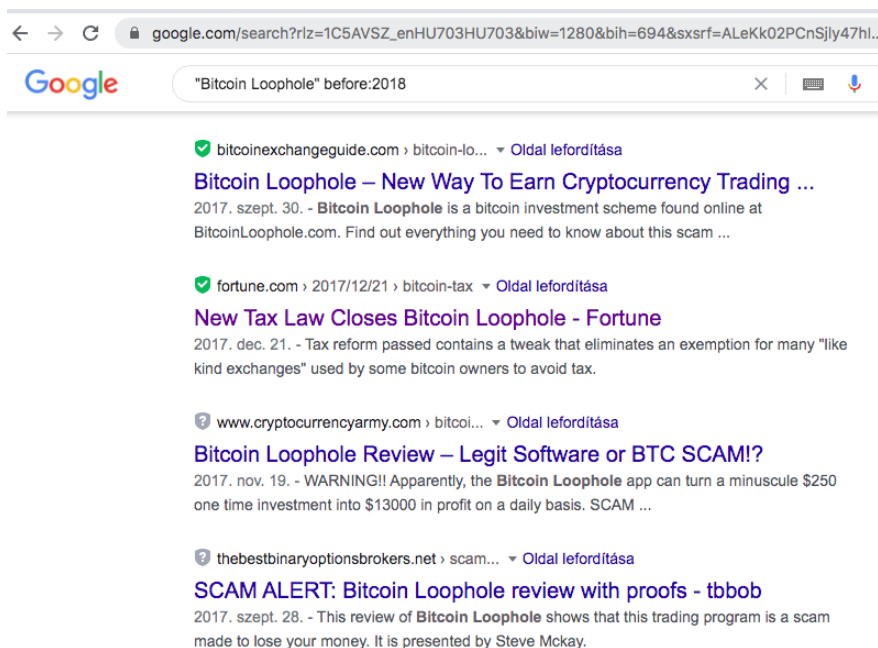 google.com/search?rlz=1C5AVSZ_enHU703HU703&biw=1280&bih=694&sxsrf=ALeKk02PCnSjly47hl...
Google "Bitcoin Loophole" before:2018
bitcoinexchangeguide.com › bitcoin-lo... Oldal lefordítása
Bitcoin Loophole – New Way To Earn Cryptocurrency Trading ...
2017. szept. 30. - Bitcoin Loophole is a bitcoin investment scheme found online at
BitcoinLoophole.com. Find out everything you need to know about this scam ...
fortune.com › 2017/12/21 › bitcoin-tax Oldal lefordítása
New Tax Law Closes Bitcoin Loophole - Fortune
2017. dec. 21. - Tax reform passed contains a tweak that eliminates an exemption for many "like
kind exchanges" used by some bitcoin owners to avoid tax.
www.cryptocurrencyarmy.com › bitcoi... Oldal lefordítása
Bitcoin Loophole Review – Legit Software or BTC SCAM!?
2017. nov. 19. - WARNING!! Apparently, the Bitcoin Loophole app can turn a minuscule $250
one time investment into $13000 in profit on a daily basis. SCAM ...
thebestbinaryoptionsbrokers.net › scam... Oldal lefordítása
SCAM ALERT: Bitcoin Loophole review with proofs - tbbob
2017. szept. 28. - This review of Bitcoin Loophole shows that this trading program is a scam
made to lose your money. It is presented by Steve Mckay.